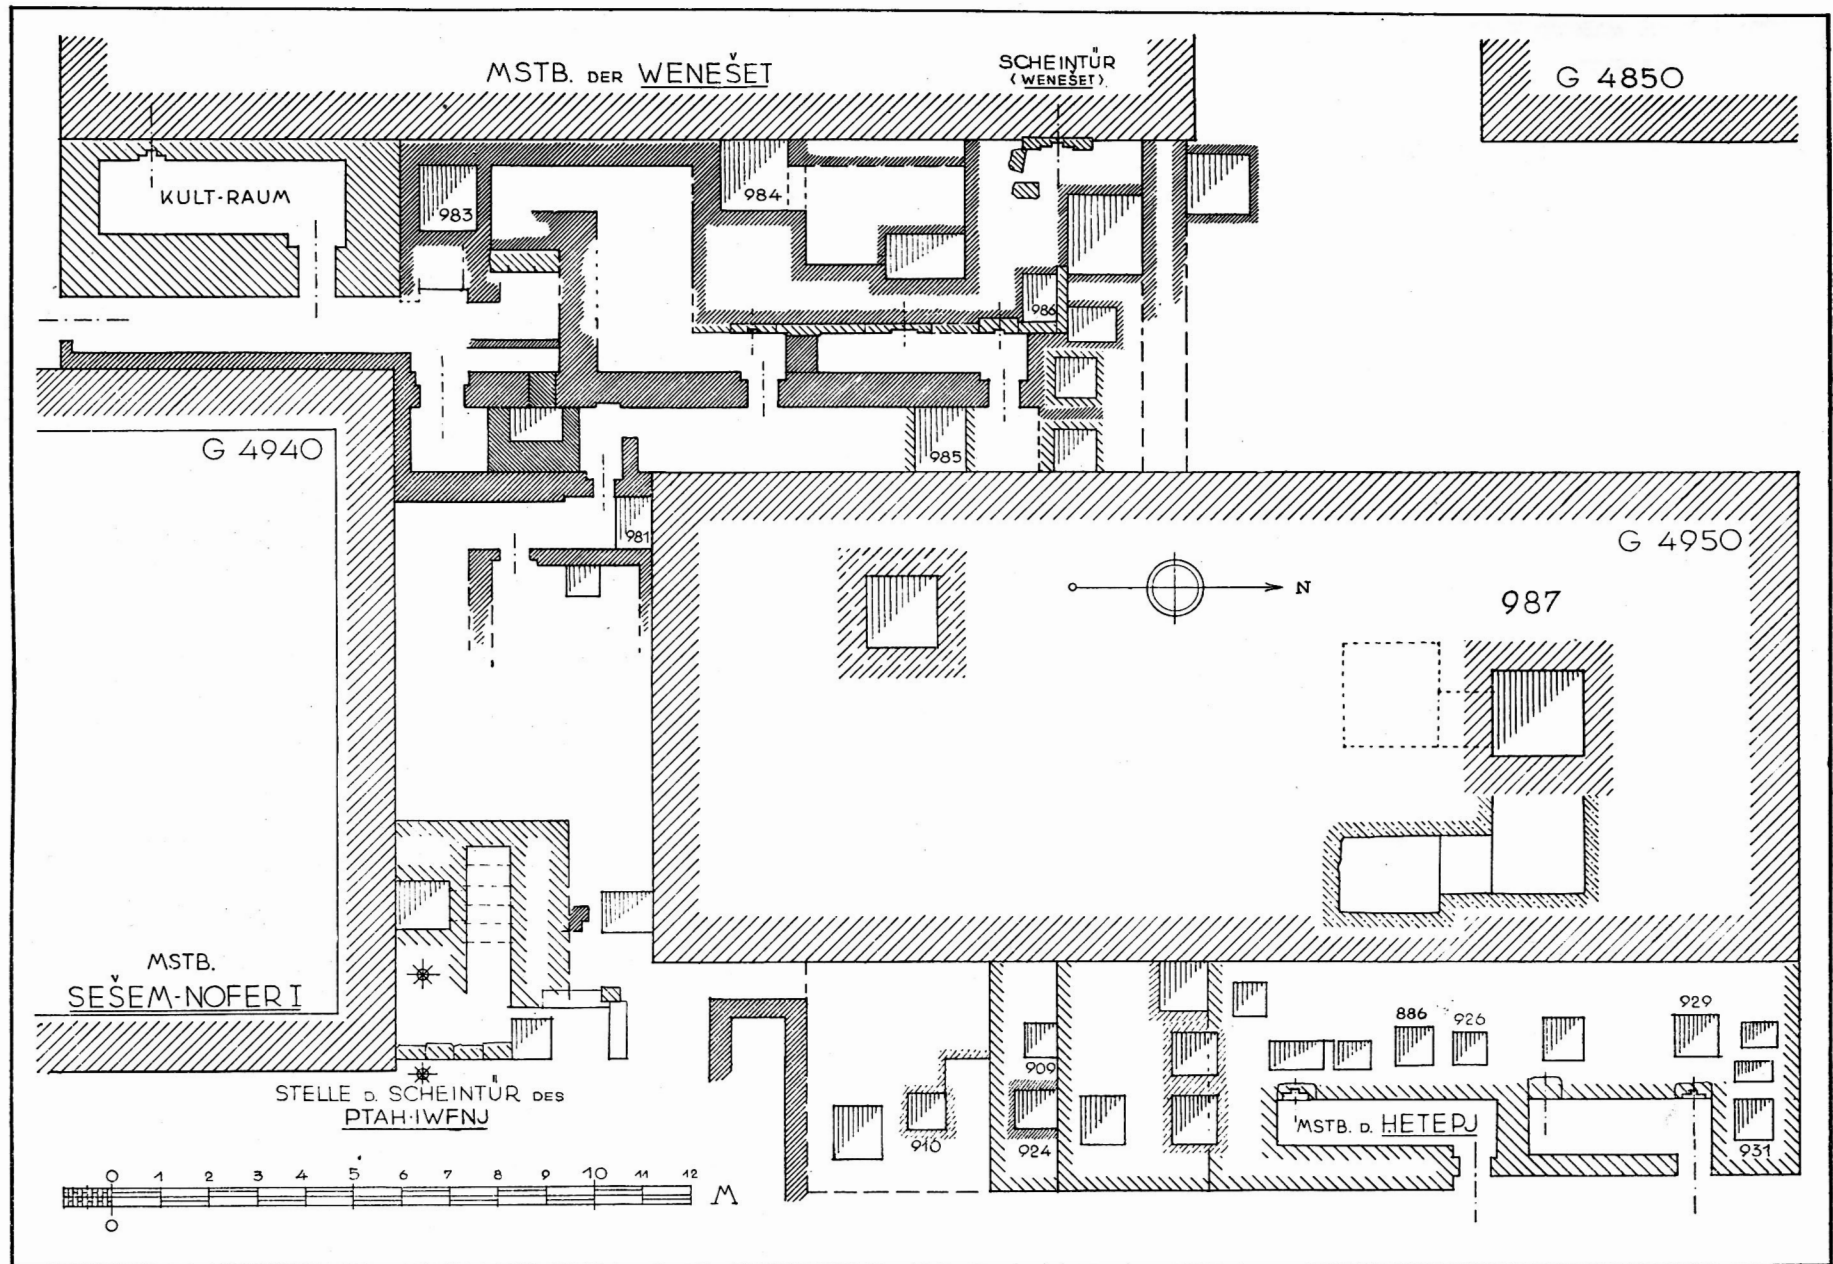 MSTB. DER WENEŠET
SCHEINTÜR
(WENEŠET)
G 4850
KULT-RAUM
983
984
986
G 4940
985
981
G 4950
N
987
MSTB.
SEŠEM-NOFER I
886
926
929
909
STELLE D. SCHEINTÜR DES
PTAH·IWFNJ
910
924
MSTB. D. HETEPJ
931
0 1 2 3 4 5 6 7 8 9 10 11 12 M
0